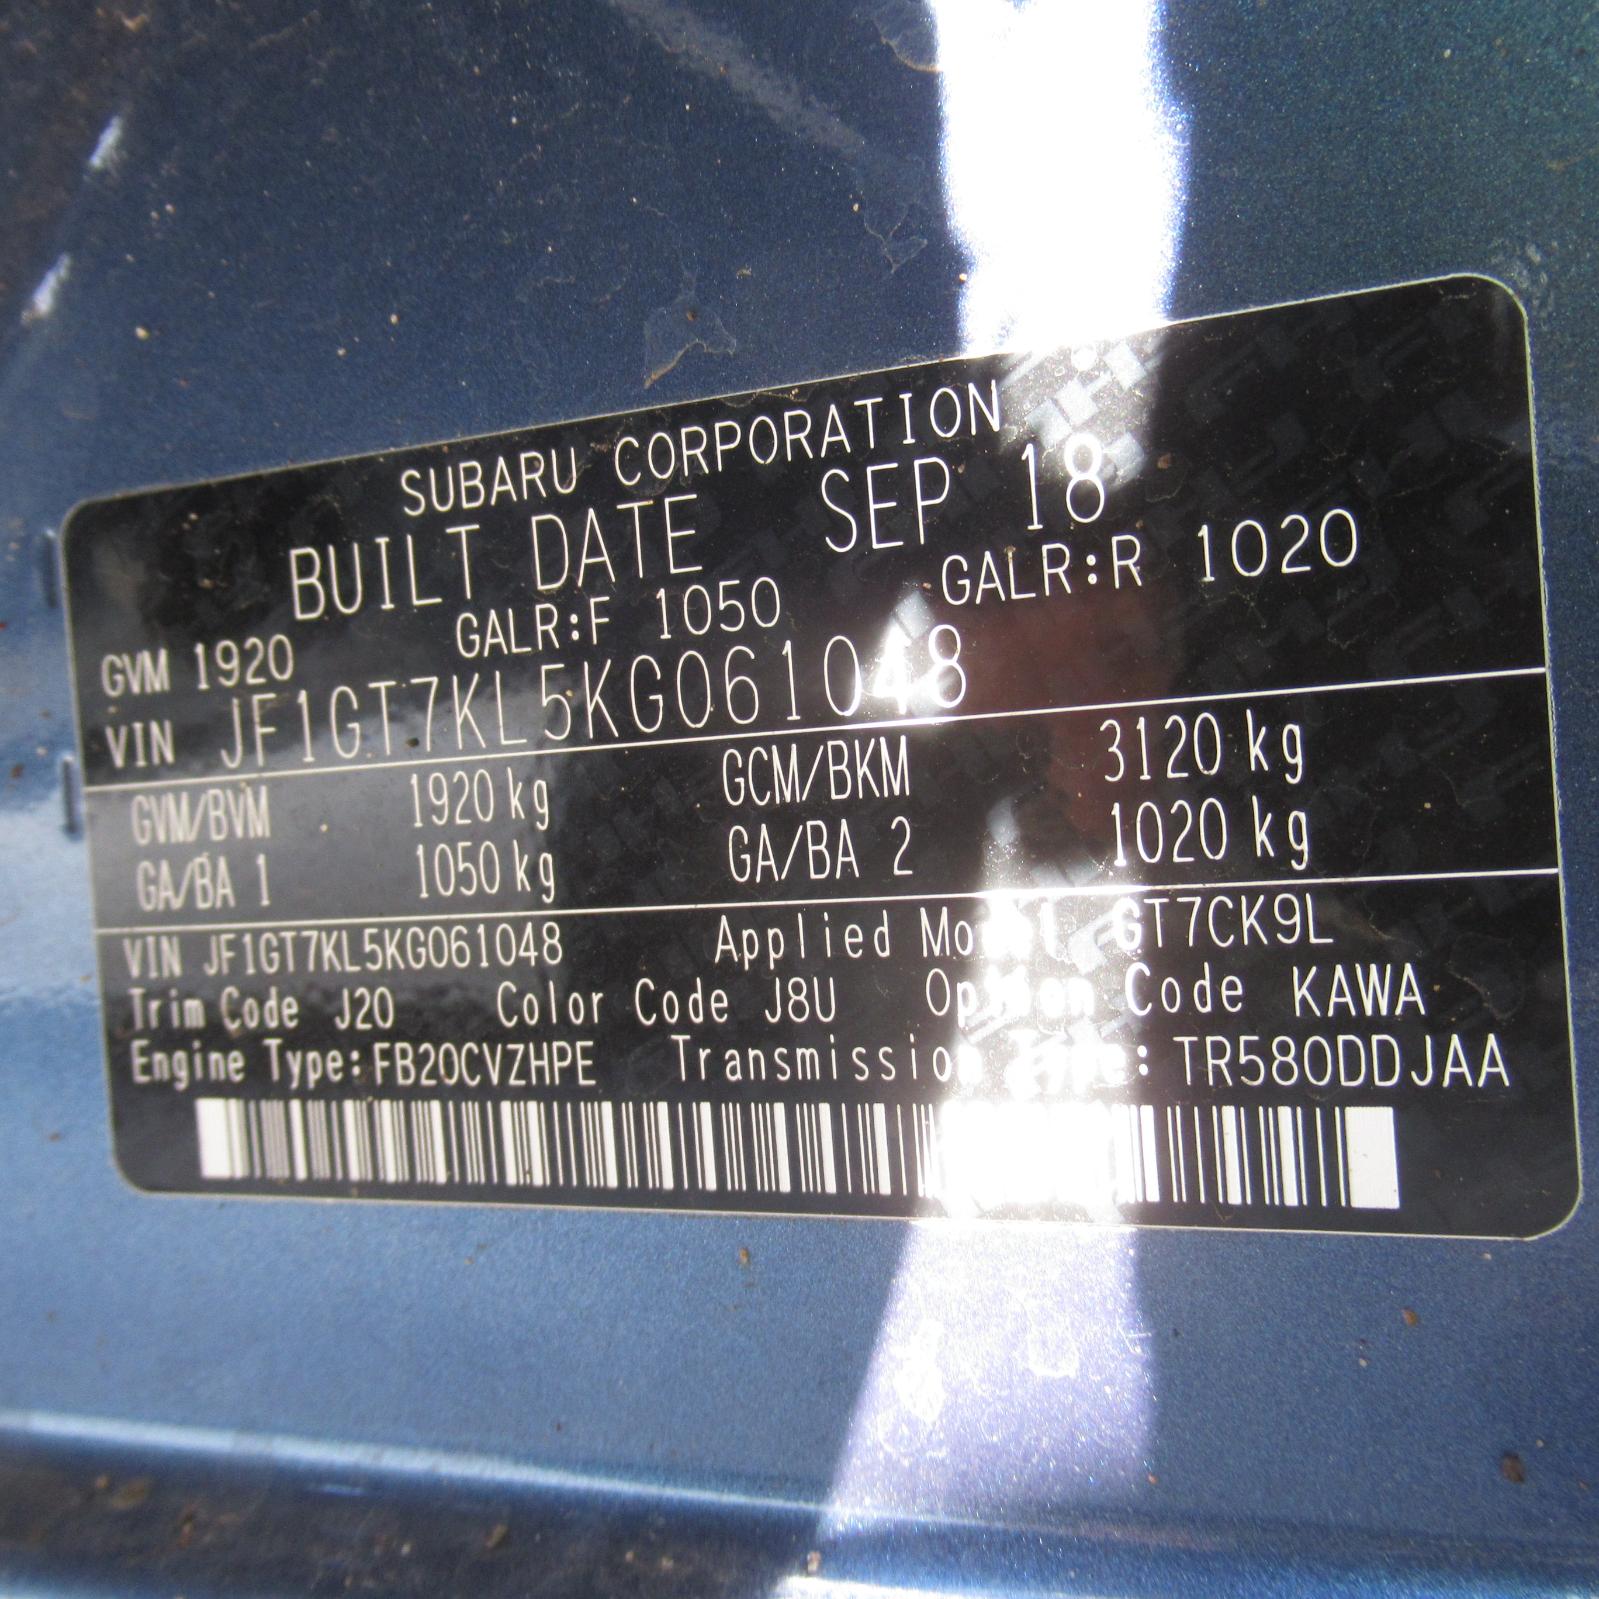 SUBARU CORPORATION
BUILT DATE SEP 18
GVM 1920 GALR:F 1050 GALR:R 1020
VIN JF1GT7KL5KG061048
GVM/BVM 1920 kg GCM/BKM 3120 kg
GA/BA 1 1050 kg GA/BA 2 1020 kg
VIN JF1GT7KL5KG061048 Applied Model GT7CK9L
Trim Code J20 Color Code J8U Option Code KAWA
Engine Type:FB20CVZHPE Transmission Type: TR580DDJAA